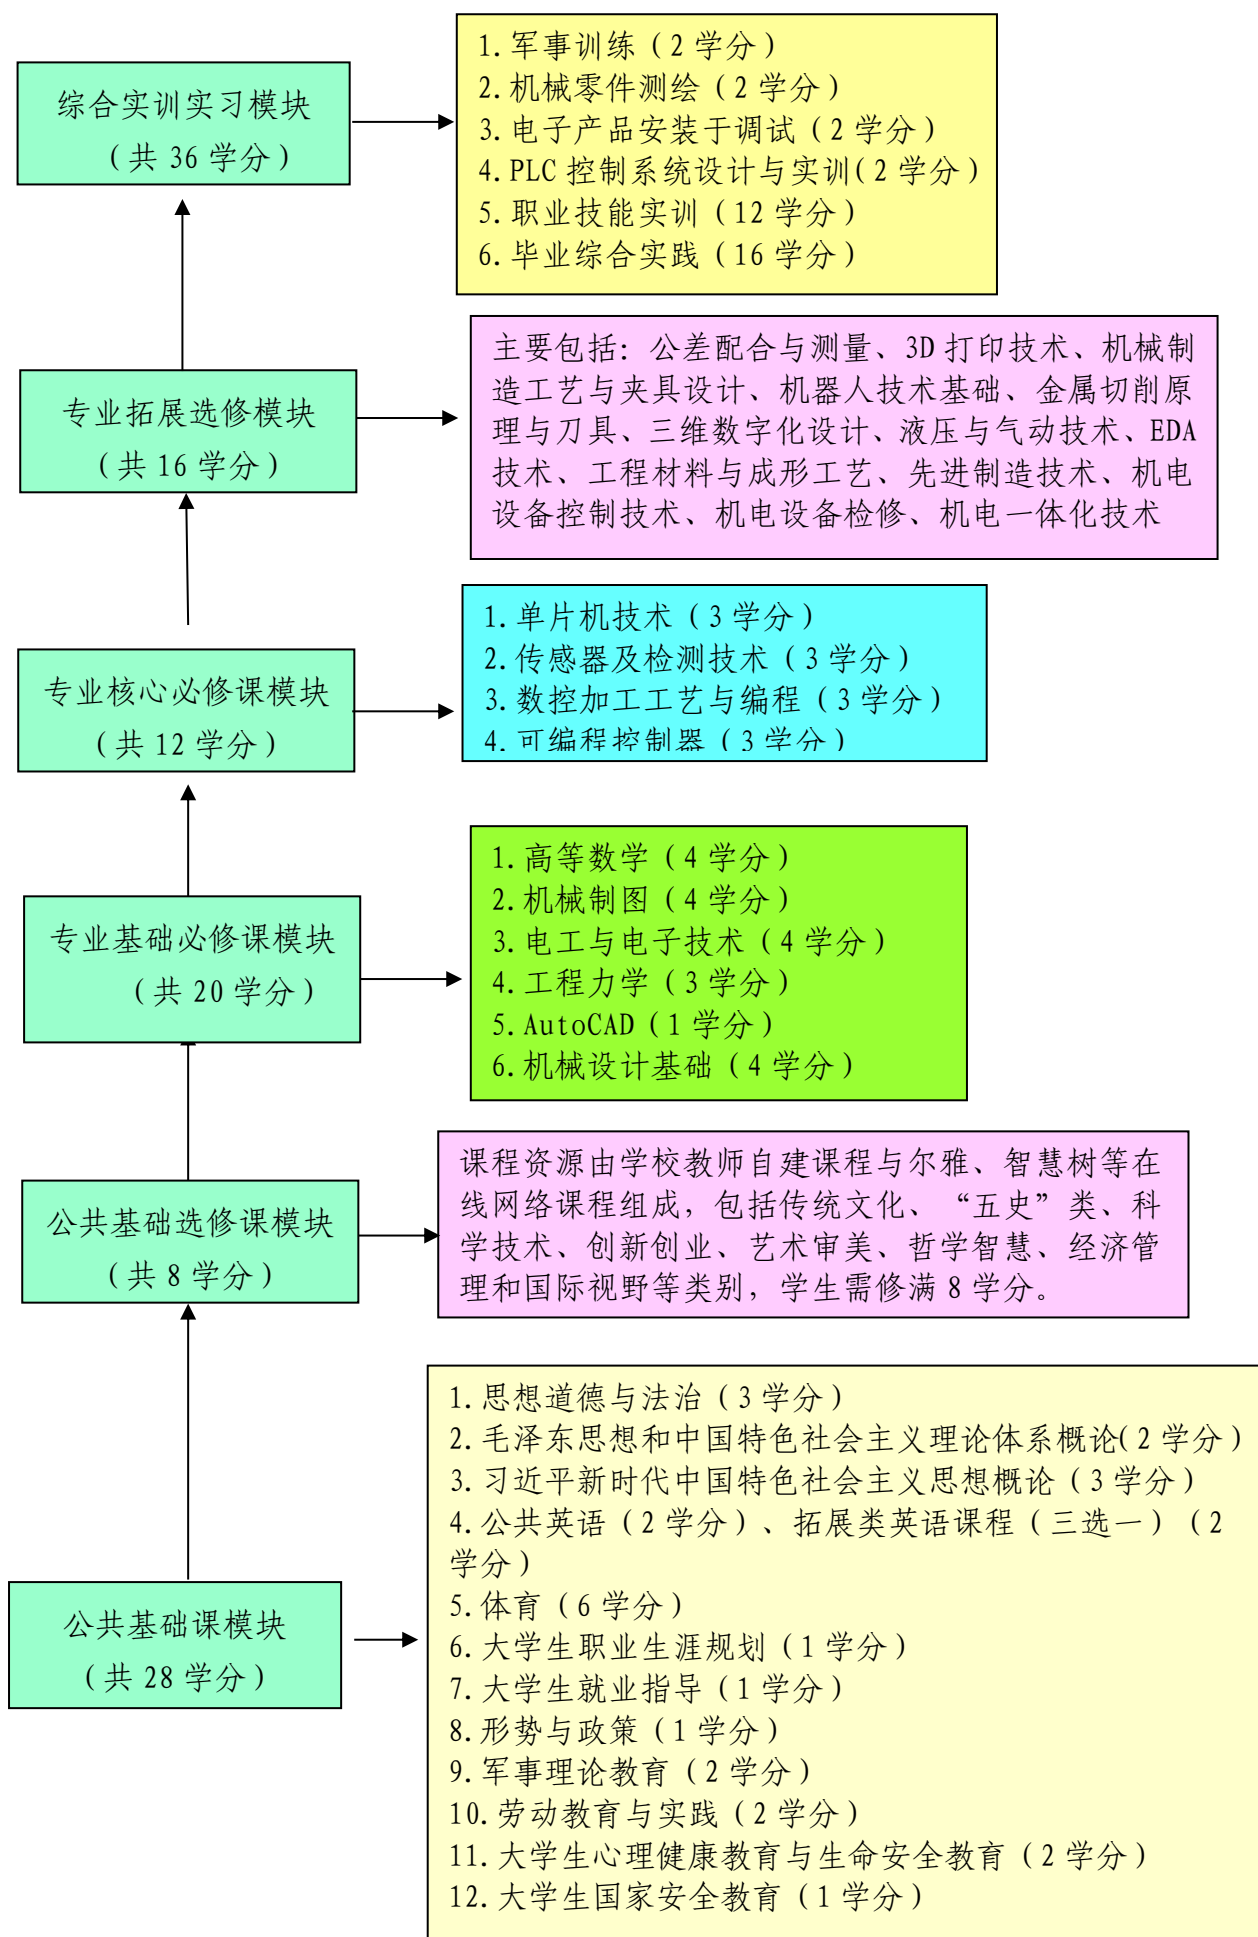 综合实训实习模块
（共 36 学分）
1.军事训练（2 学分）
2.机械零件测绘（2 学分）
3.电子产品安装于调试（2 学分）
4.PLC 控制系统设计与实训(2 学分）
5.职业技能实训（12 学分）
6.毕业综合实践（16 学分）
专业拓展选修模块
（共 16 学分）
主要包括：公差配合与测量、3D 打印技术、机械制
造工艺与夹具设计、机器人技术基础、金属切削原
理与刀具、三维数字化设计、液压与气动技术、EDA
技术、工程材料与成形工艺、先进制造技术、机电
设备控制技术、机电设备检修、机电一体化技术
专业核心必修课模块
（共 12 学分）
1.单片机技术（3 学分）
2.传感器及检测技术（3 学分）
3.数控加工工艺与编程（3 学分）
4.可编程控制器（3 学分）
专业基础必修课模块
（共 20 学分）
1.高等数学（4 学分）
2.机械制图（4 学分）
3.电工与电子技术（4 学分）
4.工程力学（3 学分）
5.AutoCAD（1 学分）
6.机械设计基础（4 学分）
公共基础选修课模块
（共 8 学分）
课程资源由学校教师自建课程与尔雅、智慧树等在
线网络课程组成，包括传统文化、“五史”类、科
学技术、创新创业、艺术审美、哲学智慧、经济管
理和国际视野等类别，学生需修满 8 学分。
公共基础课模块
（共 28 学分）
1.思想道德与法治（3 学分）
2.毛泽东思想和中国特色社会主义理论体系概论(2 学分）
3.习近平新时代中国特色社会主义思想概论（3 学分）
4.公共英语（2 学分）、拓展类英语课程（三选一）（2
学分）
5.体育（6 学分）
6.大学生职业生涯规划（1 学分）
7.大学生就业指导（1 学分）
8.形势与政策（1 学分）
9.军事理论教育（2 学分）
10.劳动教育与实践（2 学分）
11.大学生心理健康教育与生命安全教育（2 学分）
12.大学生国家安全教育（1 学分）